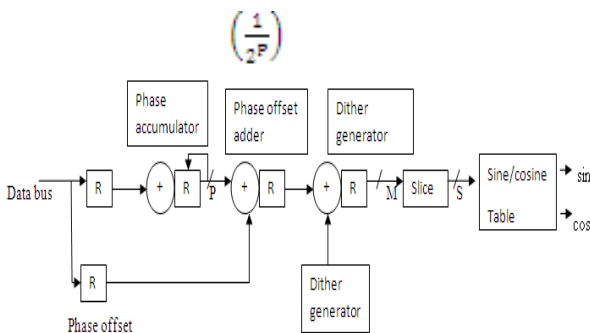 (1/2^P)
Phase accumulator
Phase offset adder
Dither generator
Data bus
R
+
R
P
+
R
+
R
M
Slice
S
Sine/cosine
Table
sin
cos
R
Phase offset
Dither generator